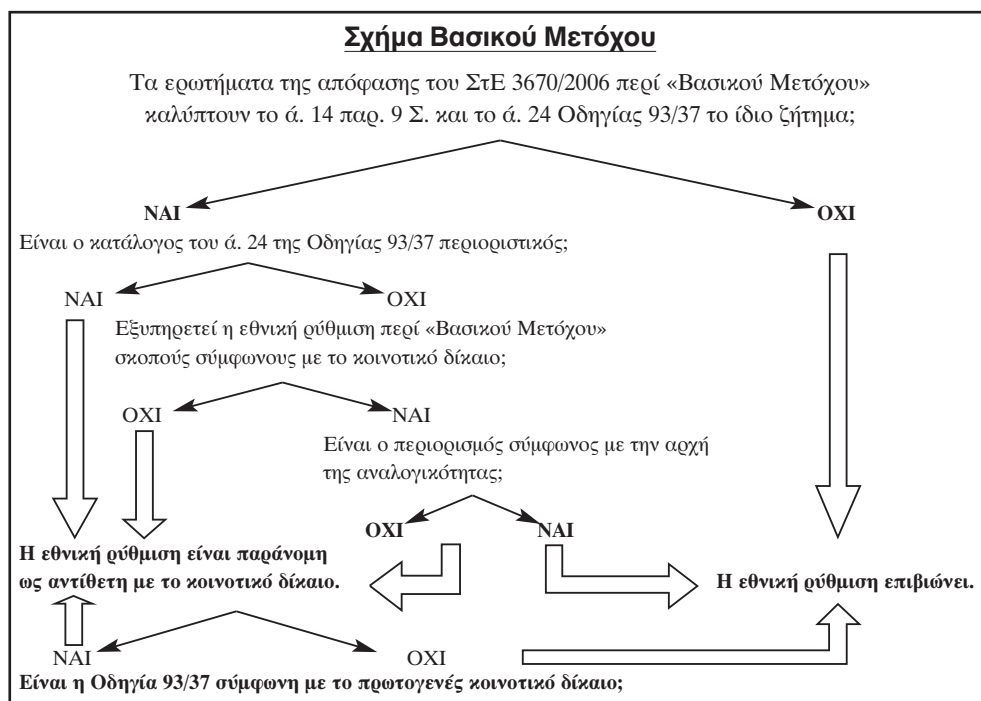 Σχήμα Βασικού Μετόχου
Τα ερωτήματα της απόφασης του ΣτΕ 3670/2006 περί «Βασικού Μετόχου»
καλύπτουν το ά. 14 παρ. 9 Σ. και το ά. 24 Οδηγίας 93/37 το ίδιο ζήτημα;
ΝΑΙ
ΟΧΙ
Είναι ο κατάλογος του ά. 24 της Οδηγίας 93/37 περιοριστικός;
ΝΑΙ
ΟΧΙ
Εξυπηρετεί η εθνική ρύθμιση περί «Βασικού Μετόχου»
σκοπούς σύμφωνους με το κοινοτικό δίκαιο;
ΟΧΙ
ΝΑΙ
Είναι ο περιορισμός σύμφωνος με την αρχή
της αναλογικότητας;
ΟΧΙ
ΝΑΙ
Η εθνική ρύθμιση είναι παράνομη
ως αντίθετη με το κοινοτικό δίκαιο.
Η εθνική ρύθμιση επιβιώνει.
ΝΑΙ
ΟΧΙ
Είναι η Οδηγία 93/37 σύμφωνη με το πρωτογενές κοινοτικό δίκαιο;